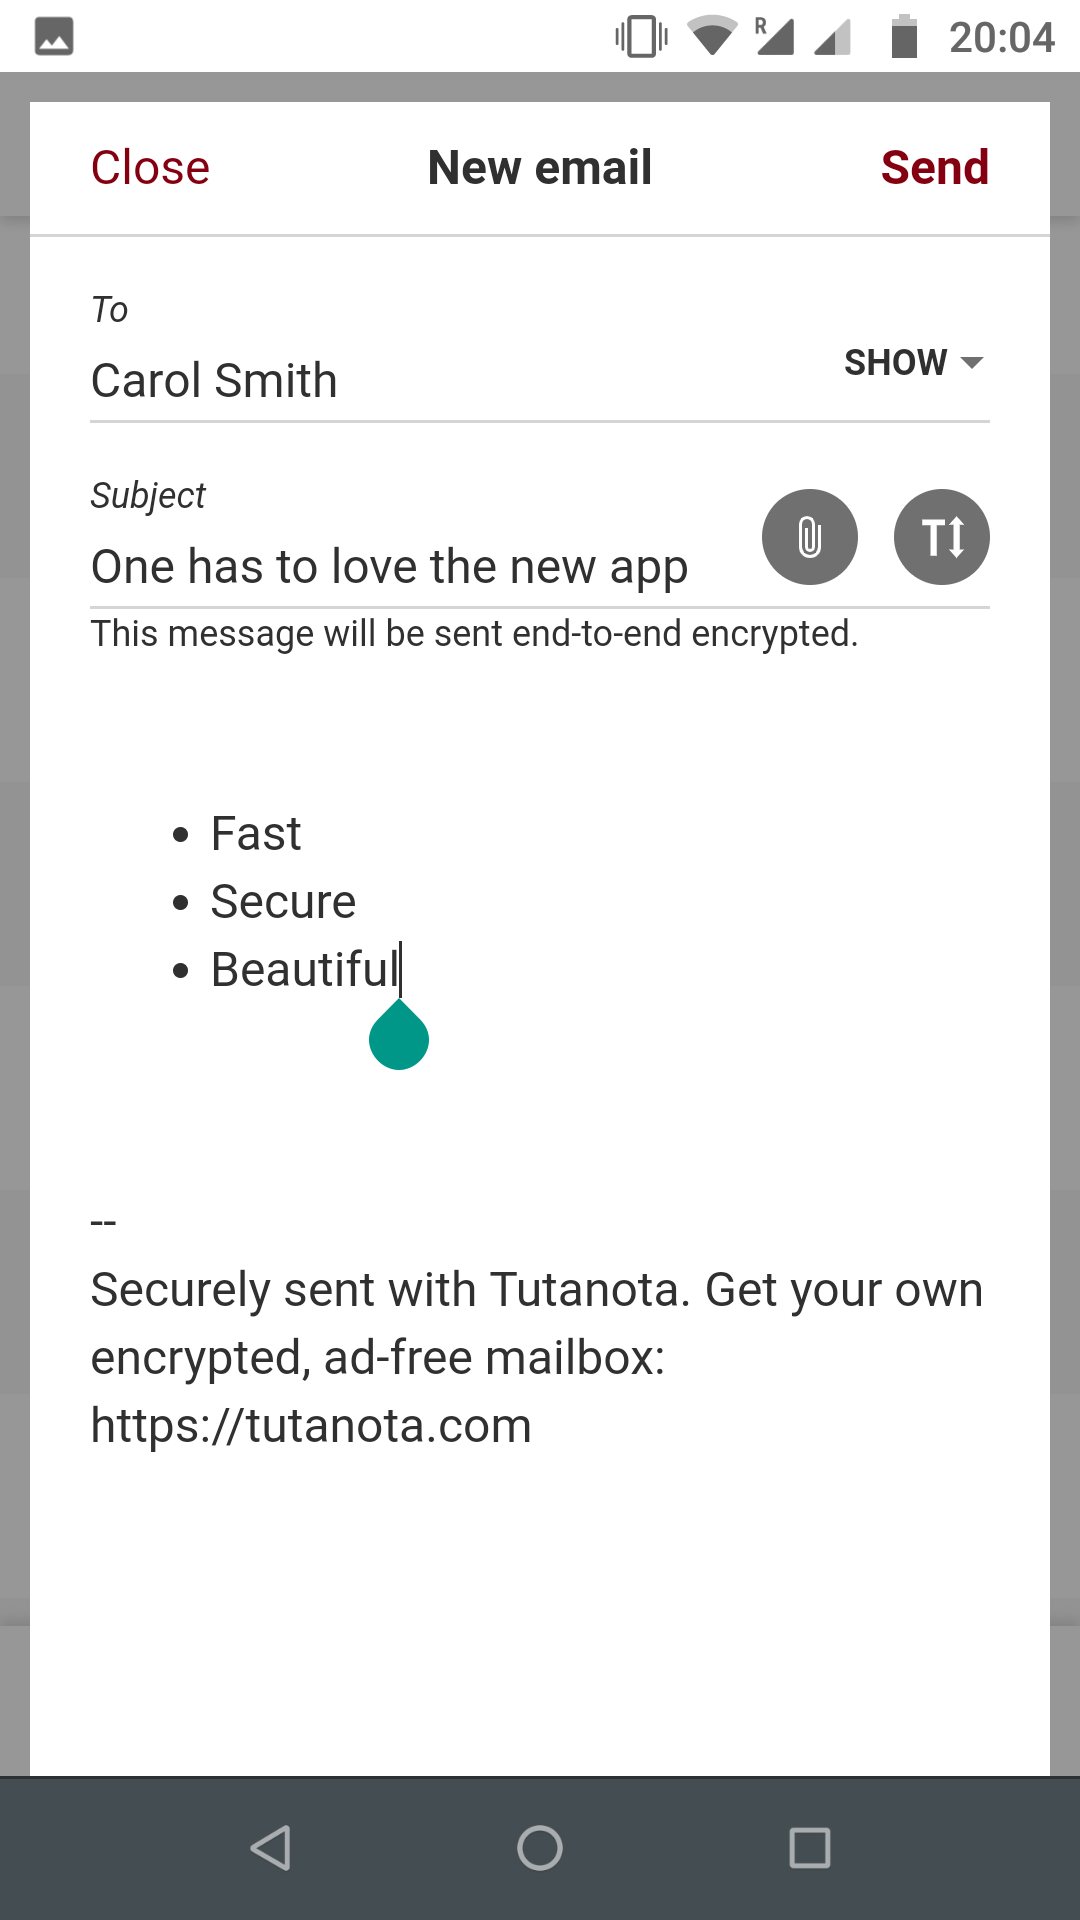 R 20:04
Close New email Send
To
Carol Smith SHOW
Subject
One has to love the new app T
This message will be sent end-to-end encrypted.
• Fast
• Secure
• Beautiful
--
Securely sent with Tutanota. Get your own
encrypted, ad-free mailbox:
https://tutanota.com